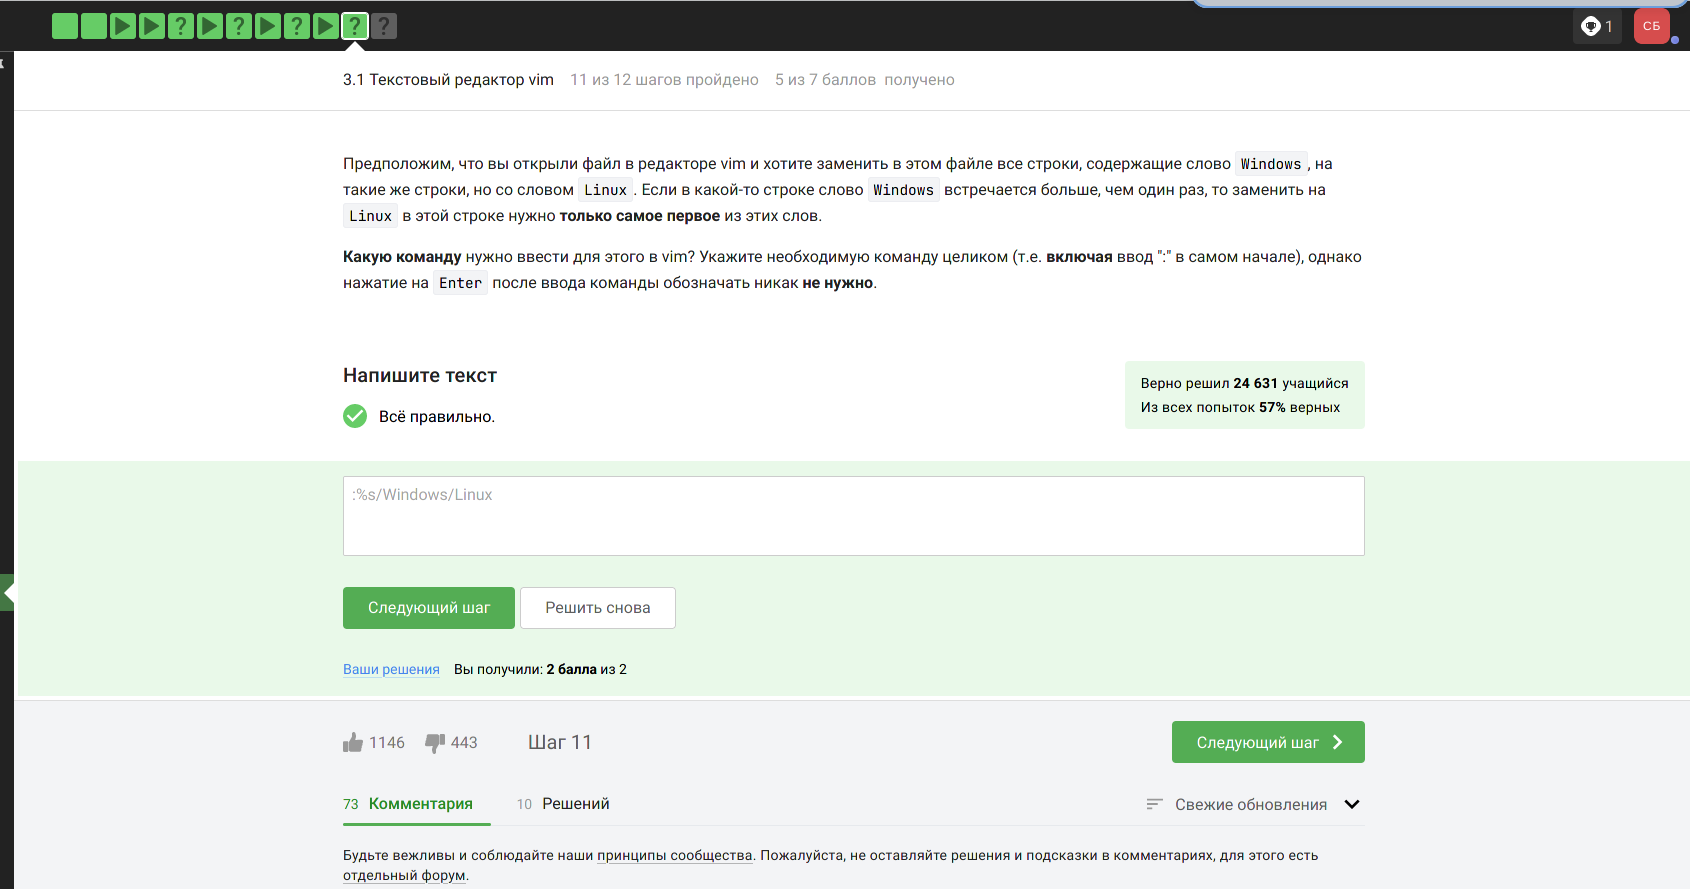 ? ? ? ? ?
1
СБ
3.1 Текстовый редактор vim 11 из 12 шагов пройдено 5 из 7 баллов получено
Предположим, что вы открыли файл в редакторе vim и хотите заменить в этом файле все строки, содержащие слово Windows, на
такие же строки, но со словом Linux. Если в какой-то строке слово Windows встречается больше, чем один раз, то заменить на
Linux в этой строке нужно только самое первое из этих слов.
Какую команду нужно ввести для этого в vim? Укажите необходимую команду целиком (т.е. включая ввод ":" в самом начале), однако
нажатие на Enter после ввода команды обозначать никак не нужно.
Напишите текст
Всё правильно.
Верно решил 24 631 учащийся
Из всех попыток 57% верных
:%s/Windows/Linux
Следующий шаг
Решить снова
Ваши решения Вы получили: 2 балла из 2
1146 443 Шаг 11
Следующий шаг
73 Комментария 10 Решений
Свежие обновления
Будьте вежливы и соблюдайте наши принципы сообщества. Пожалуйста, не оставляйте решения и подсказки в комментариях, для этого есть
отдельный форум.